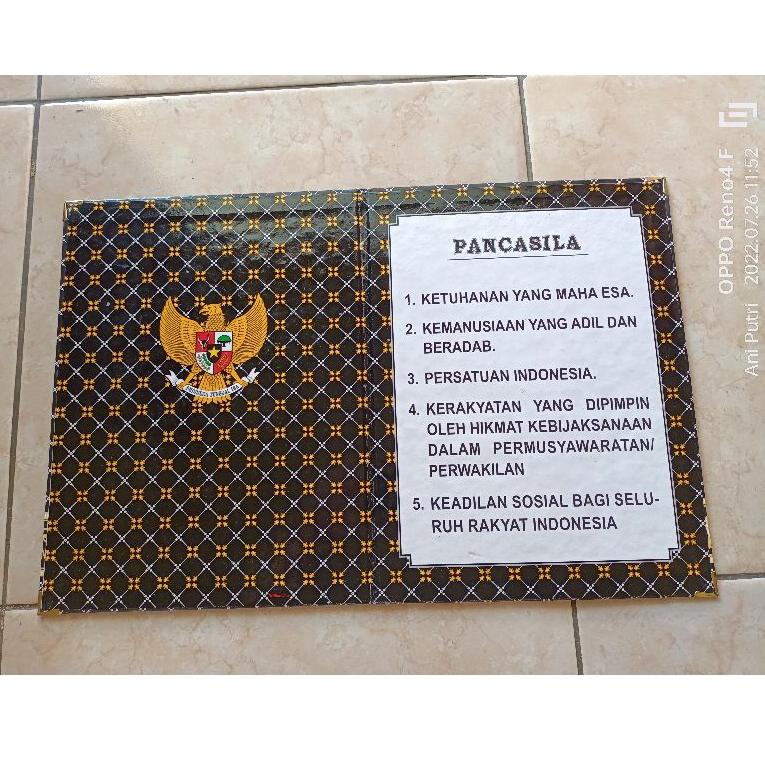 PANCASILA
1. KETUHANAN YANG MAHA ESA.
2. KEMANUSIAAN YANG ADIL DAN
BERADAB.
3. PERSATUAN INDONESIA.
4. KERAKYATAN YANG DIPIMPIN
OLEH HIKMAT KEBIJAKSANAAN
DALAM PERMUSYAWARATAN/
PERWAKILAN
5. KEADILAN SOSIAL BAGI SELU-
RUH RAKYAT INDONESIA
OPPO Reno4 F
Ani Putri 2022.07.26 11:52